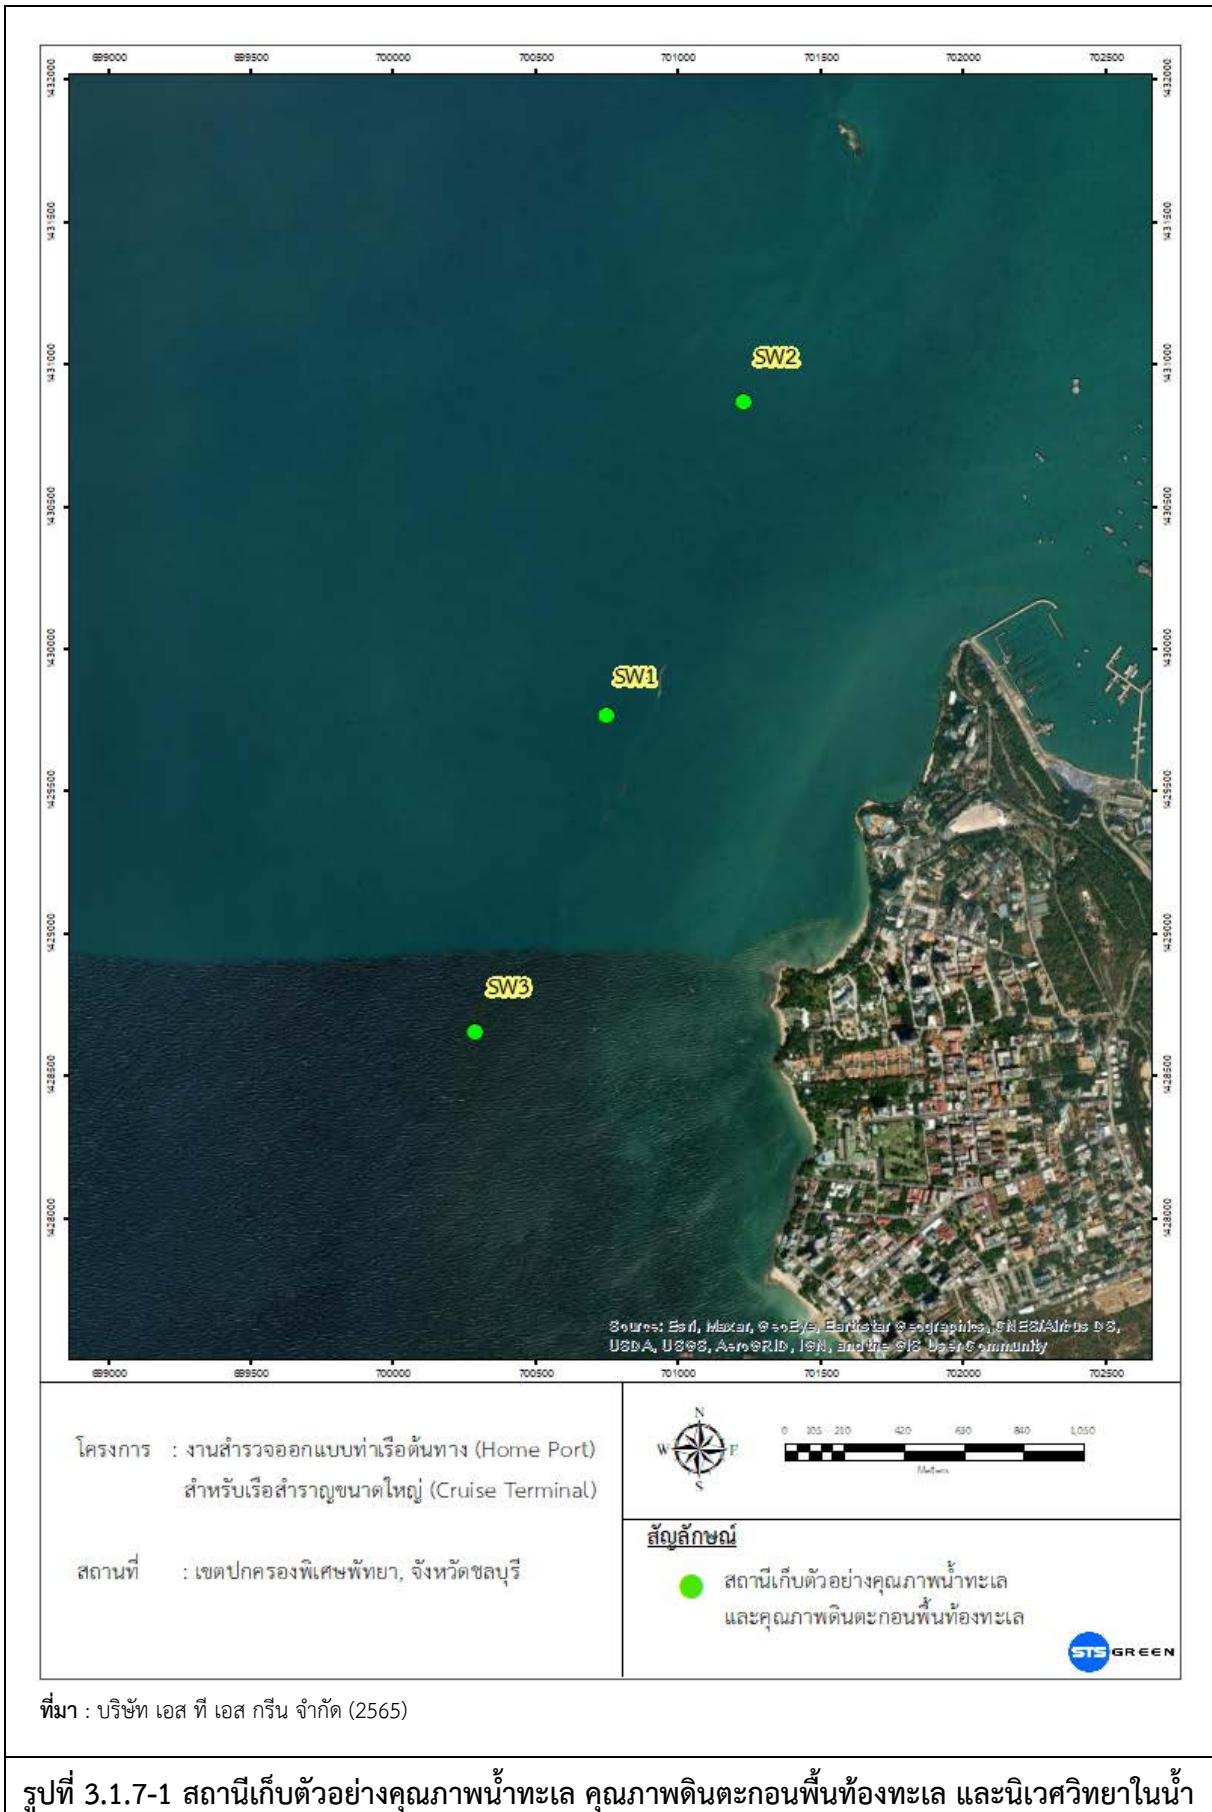 699000 699500 700000 700500 701000 701500 702000 702500
1432000 1432000
1431500 1431500
1431000 1431000
1430500 1430500
1430000 1430000
1429500 1429500
1429000 1429000
1428500 1428500
1428000 1428000
SW2
SW1
SW3
Source: Esri, Maxar, GeoEye, Earthstar Geographics, CNES/Airbus DS,
USDA, USGS, AeroGRID, IGN, and the GIS User Community
699000 699500 700000 700500 701000 701500 702000 702500
โครงการ : งานสำรวจออกแบบท่าเรือต้นทาง (Home Port)
สำหรับเรือสำราญขนาดใหญ่ (Cruise Terminal)
สถานที่ : เขตปกครองพิเศษพัทยา, จังหวัดชลบุรี
N
W E
S
0 105 210 420 630 840 1,050
Meters
สัญลักษณ์
สถานีเก็บตัวอย่างคุณภาพน้ำทะเล
และคุณภาพดินตะกอนพื้นท้องทะเล
STS GREEN
ที่มา : บริษัท เอส ที เอส กรีน จำกัด (2565)
รูปที่ 3.1.7-1 สถานีเก็บตัวอย่างคุณภาพน้ำทะเล คุณภาพดินตะกอนพื้นท้องทะเล และนิเวศวิทยาในน้ำ